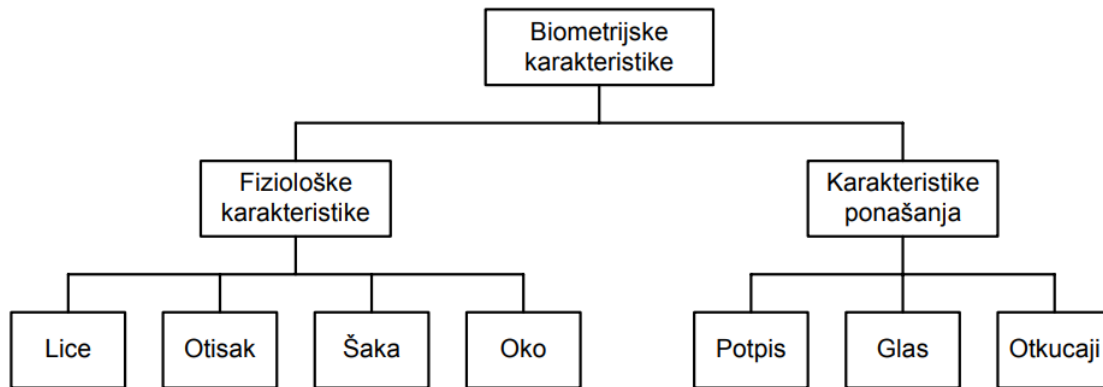 Biometrijske
karakteristike
Fiziološke
karakteristike
Karakteristike
ponašanja
Lice
Otisak
Šaka
Oko
Potpis
Glas
Otkucaji